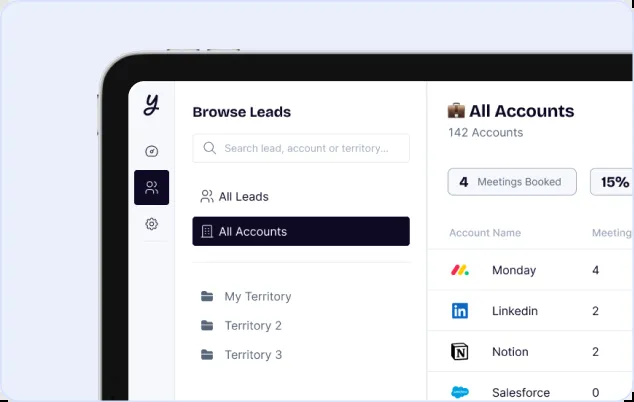 y
Browse Leads
Search lead, account or territory...
All Leads
All Accounts
My Territory
Territory 2
Territory 3
All Accounts
142 Accounts
4 Meetings Booked
15%
Account Name Meeting
Monday 4
Linkedin 2
Notion 2
Salesforce 0